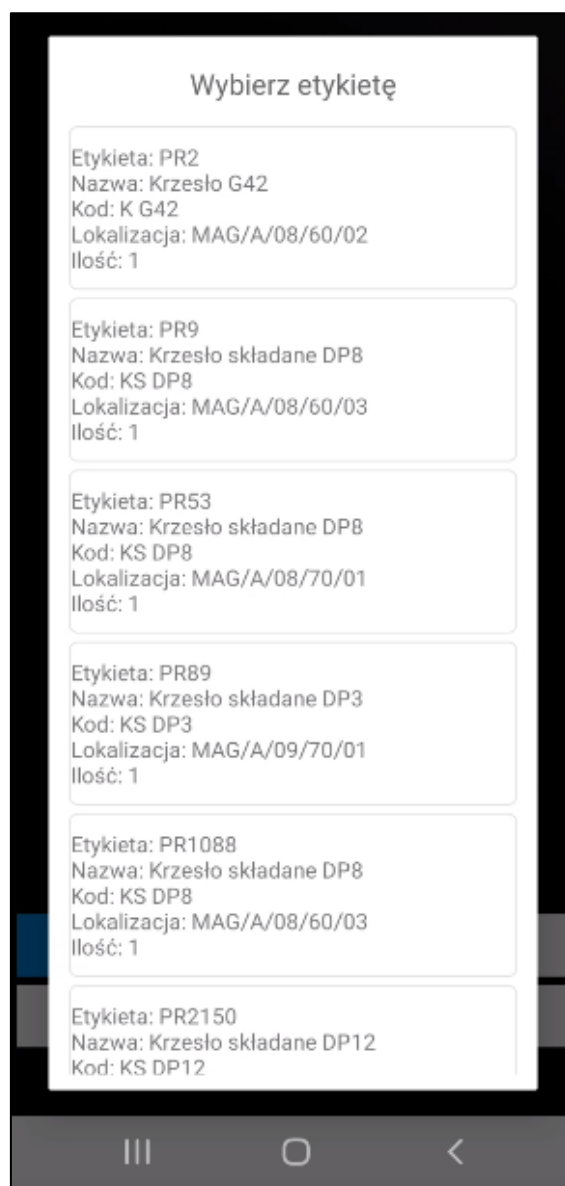 Wybierz etykietę
Etykieta: PR2
Nazwa: Krzesło G42
Kod: K G42
Lokalizacja: MAG/A/08/60/02
Ilość: 1
Etykieta: PR9
Nazwa: Krzesło składane DP8
Kod: KS DP8
Lokalizacja: MAG/A/08/60/03
Ilość: 1
Etykieta: PR53
Nazwa: Krzesło składane DP8
Kod: KS DP8
Lokalizacja: MAG/A/08/70/01
Ilość: 1
Etykieta: PR89
Nazwa: Krzesło składane DP3
Kod: KS DP3
Lokalizacja: MAG/A/09/70/01
Ilość: 1
Etykieta: PR1088
Nazwa: Krzesło składane DP8
Kod: KS DP8
Lokalizacja: MAG/A/08/60/03
Ilość: 1
Etykieta: PR2150
Nazwa: Krzesło składane DP12
Kod: KS DP12